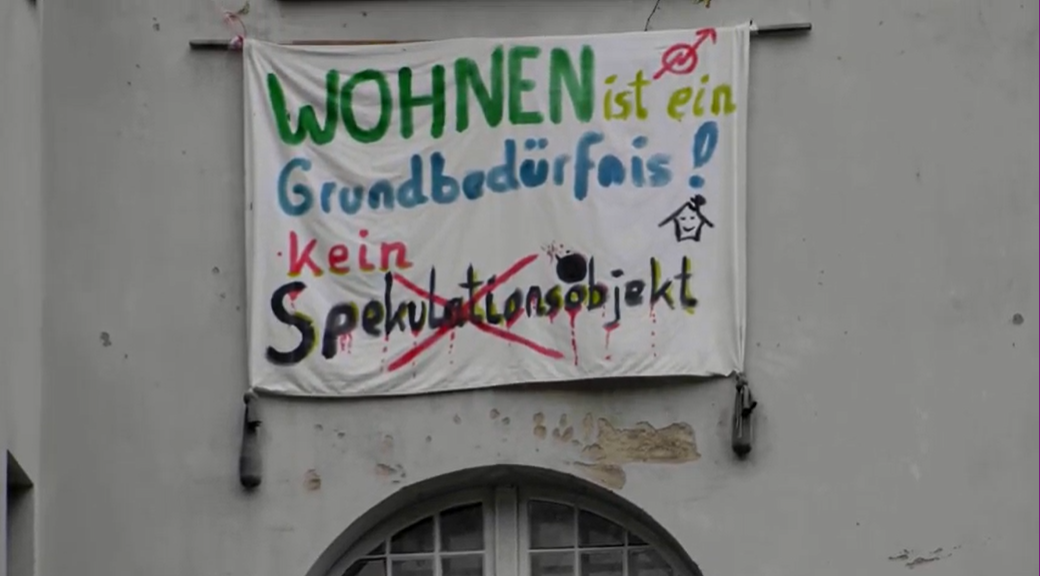 WOHNEN ist ein
Grundbedürfnis!
kein
Spekulationsobjekt